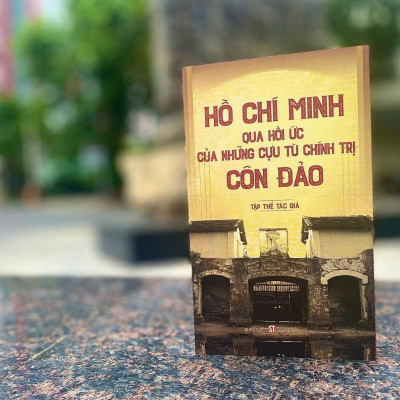 HỒ CHÍ MINH
QUA HỒI ỨC
CỦA NHỮNG CỰU TÙ CHÍNH TRỊ
CÔN ĐẢO
TẬP THỂ TÁC GIẢ
ST